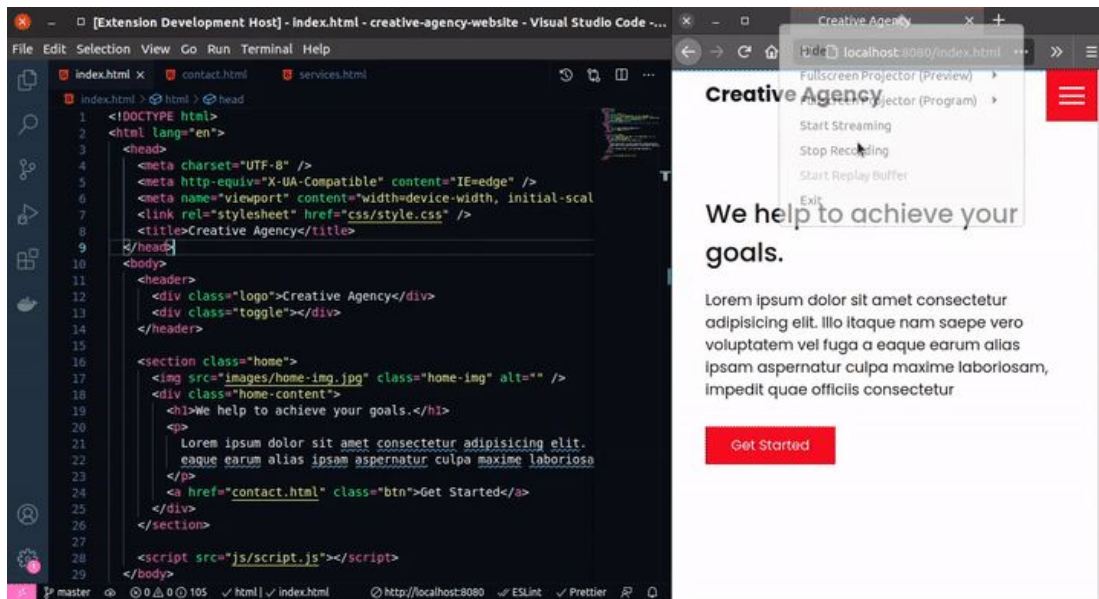 [Extension Development Host] - index.html - creative-agency-website - Visual Studio Code -...
File Edit Selection View Go Run Terminal Help
index.html × contact.html services.html
index.html > html > head
1 <!DOCTYPE html>
2 <html lang="en">
3 <head>
4 <meta charset="UTF-8" />
5 <meta http-equiv="X-UA-Compatible" content="IE=edge" />
6 <meta name="viewport" content="width=device-width, initial-scal
7 <link rel="stylesheet" href="css/style.css" />
8 <title>Creative Agency</title>
9 </head>
10 <body>
11 <header>
12 <div class="logo">Creative Agency</div>
13 <div class="toggle"></div>
14 </header>
15
16 <section class="home">
17 <img src="images/home-img.jpg" class="home-img" alt="" />
18 <div class="home-content">
19 <h1>We help to achieve your goals.</h1>
20 <p>
21 Lorem ipsum dolor sit amet consectetur adipisicing elit.
22 eaque earum alias ipsam aspernatur culpa maxime laboriosa
23 </p>
24 <a href="contact.html" class="btn">Get Started</a>
25 </div>
26 </section>
27
28 <script src="js/script.js"></script>
29 </body>
master 0 0 105 html | index.html http://localhost:8080 ESLint Prettier
Creative Agency × +
localhost:8080/index.html
Hide
Fullscreen Projector (Preview)
Fullscreen Projector (Program)
Start Streaming
Stop Recording
Start Replay Buffer
Exit
Creative Agency
We help to achieve your
goals.
Lorem ipsum dolor sit amet consectetur
adipisicing elit. Illo itaque nam saepe vero
voluptatem vel fuga a eaque earum alias
ipsam aspernatur culpa maxime laboriosam,
impedit quae officiis consectetur
Get Started